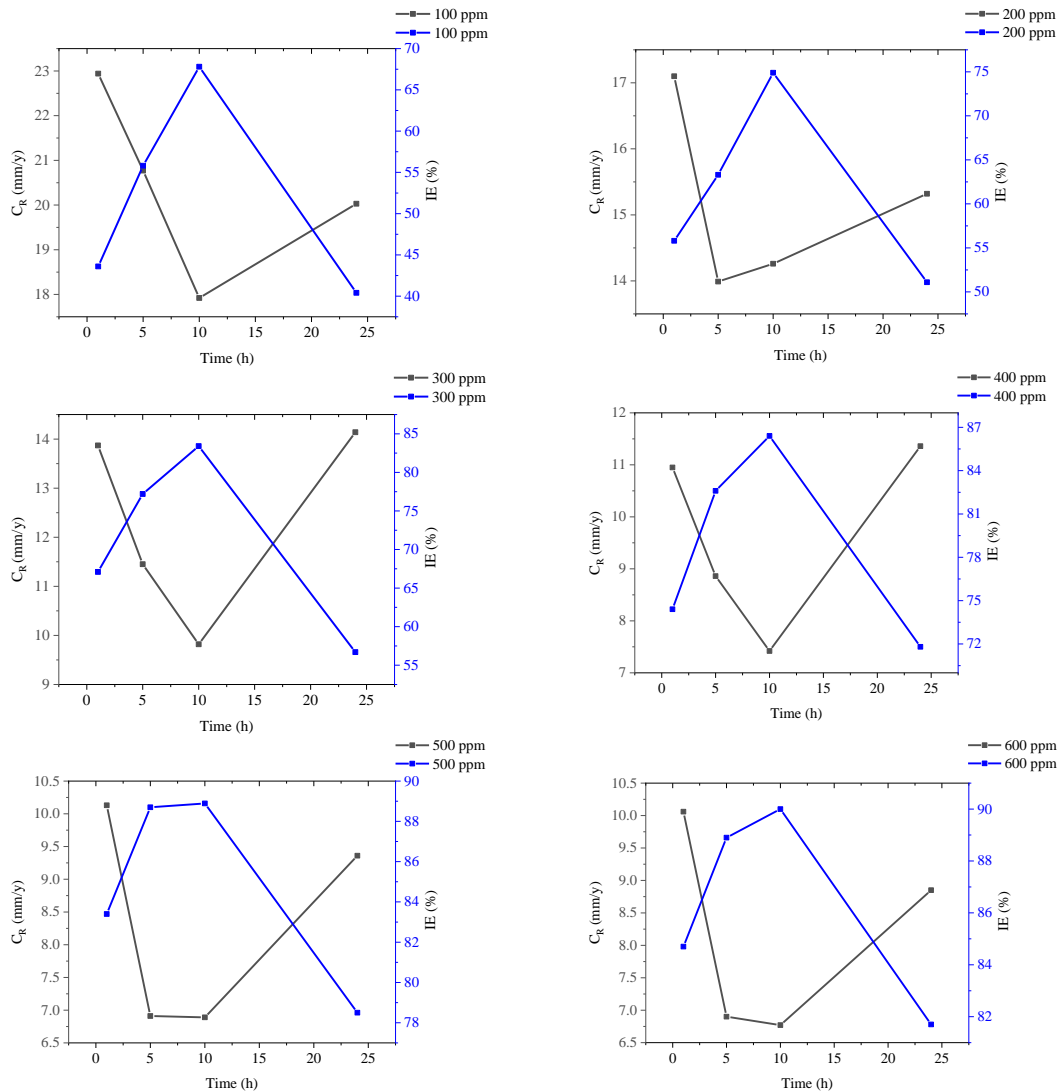 100 ppm
100 ppm
23
22
21
20
19
18
C_R (mm/y)
70
65
60
55
50
45
40
IE (%)
0 5 10 15 20 25
Time (h)
200 ppm
200 ppm
17
16
15
14
C_R (mm/y)
75
70
65
60
55
50
IE (%)
0 5 10 15 20 25
Time (h)
300 ppm
300 ppm
14
13
12
11
10
9
C_R (mm/y)
85
80
75
70
65
60
55
IE (%)
0 5 10 15 20 25
Time (h)
400 ppm
400 ppm
12
11
10
9
8
7
C_R (mm/y)
87
84
81
78
75
72
IE (%)
0 5 10 15 20 25
Time (h)
500 ppm
500 ppm
10.5
10.0
9.5
9.0
8.5
8.0
7.5
7.0
6.5
C_R (mm/y)
90
88
86
84
82
80
78
IE (%)
0 5 10 15 20 25
Time (h)
600 ppm
600 ppm
10.5
10.0
9.5
9.0
8.5
8.0
7.5
7.0
6.5
C_R (mm/y)
90
88
86
84
82
IE (%)
0 5 10 15 20 25
Time (h)